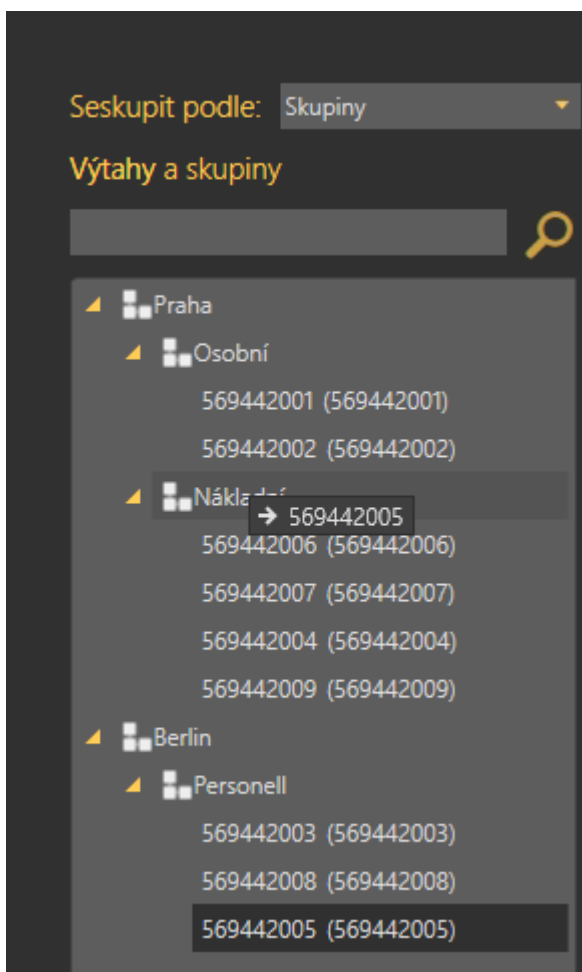 Seskupit podle: Skupiny
Výtahy a skupiny
Praha
Osobní
569442001 (569442001)
569442002 (569442002)
Nákladní
→ 569442005
569442006 (569442006)
569442007 (569442007)
569442004 (569442004)
569442009 (569442009)
Berlin
Personell
569442003 (569442003)
569442008 (569442008)
569442005 (569442005)